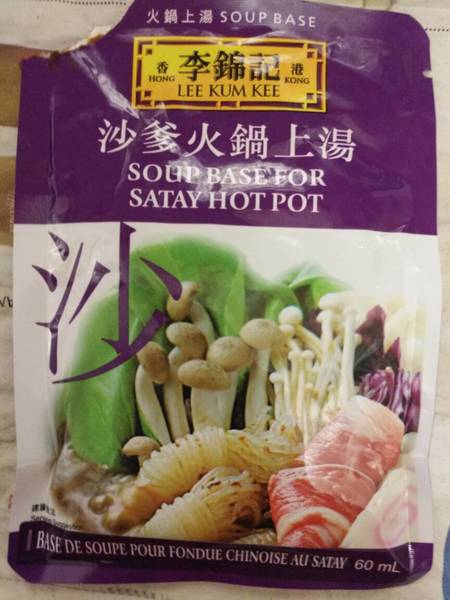 火鍋上湯 SOUP BASE
香 李錦記 港
HONG LEE KUM KEE KONG
沙爹火鍋上湯
SOUP BASE FOR
SATAY HOT POT
沙
BASE DE SOUPE POUR FONDUE CHINOISE AU SATAY 60 mL